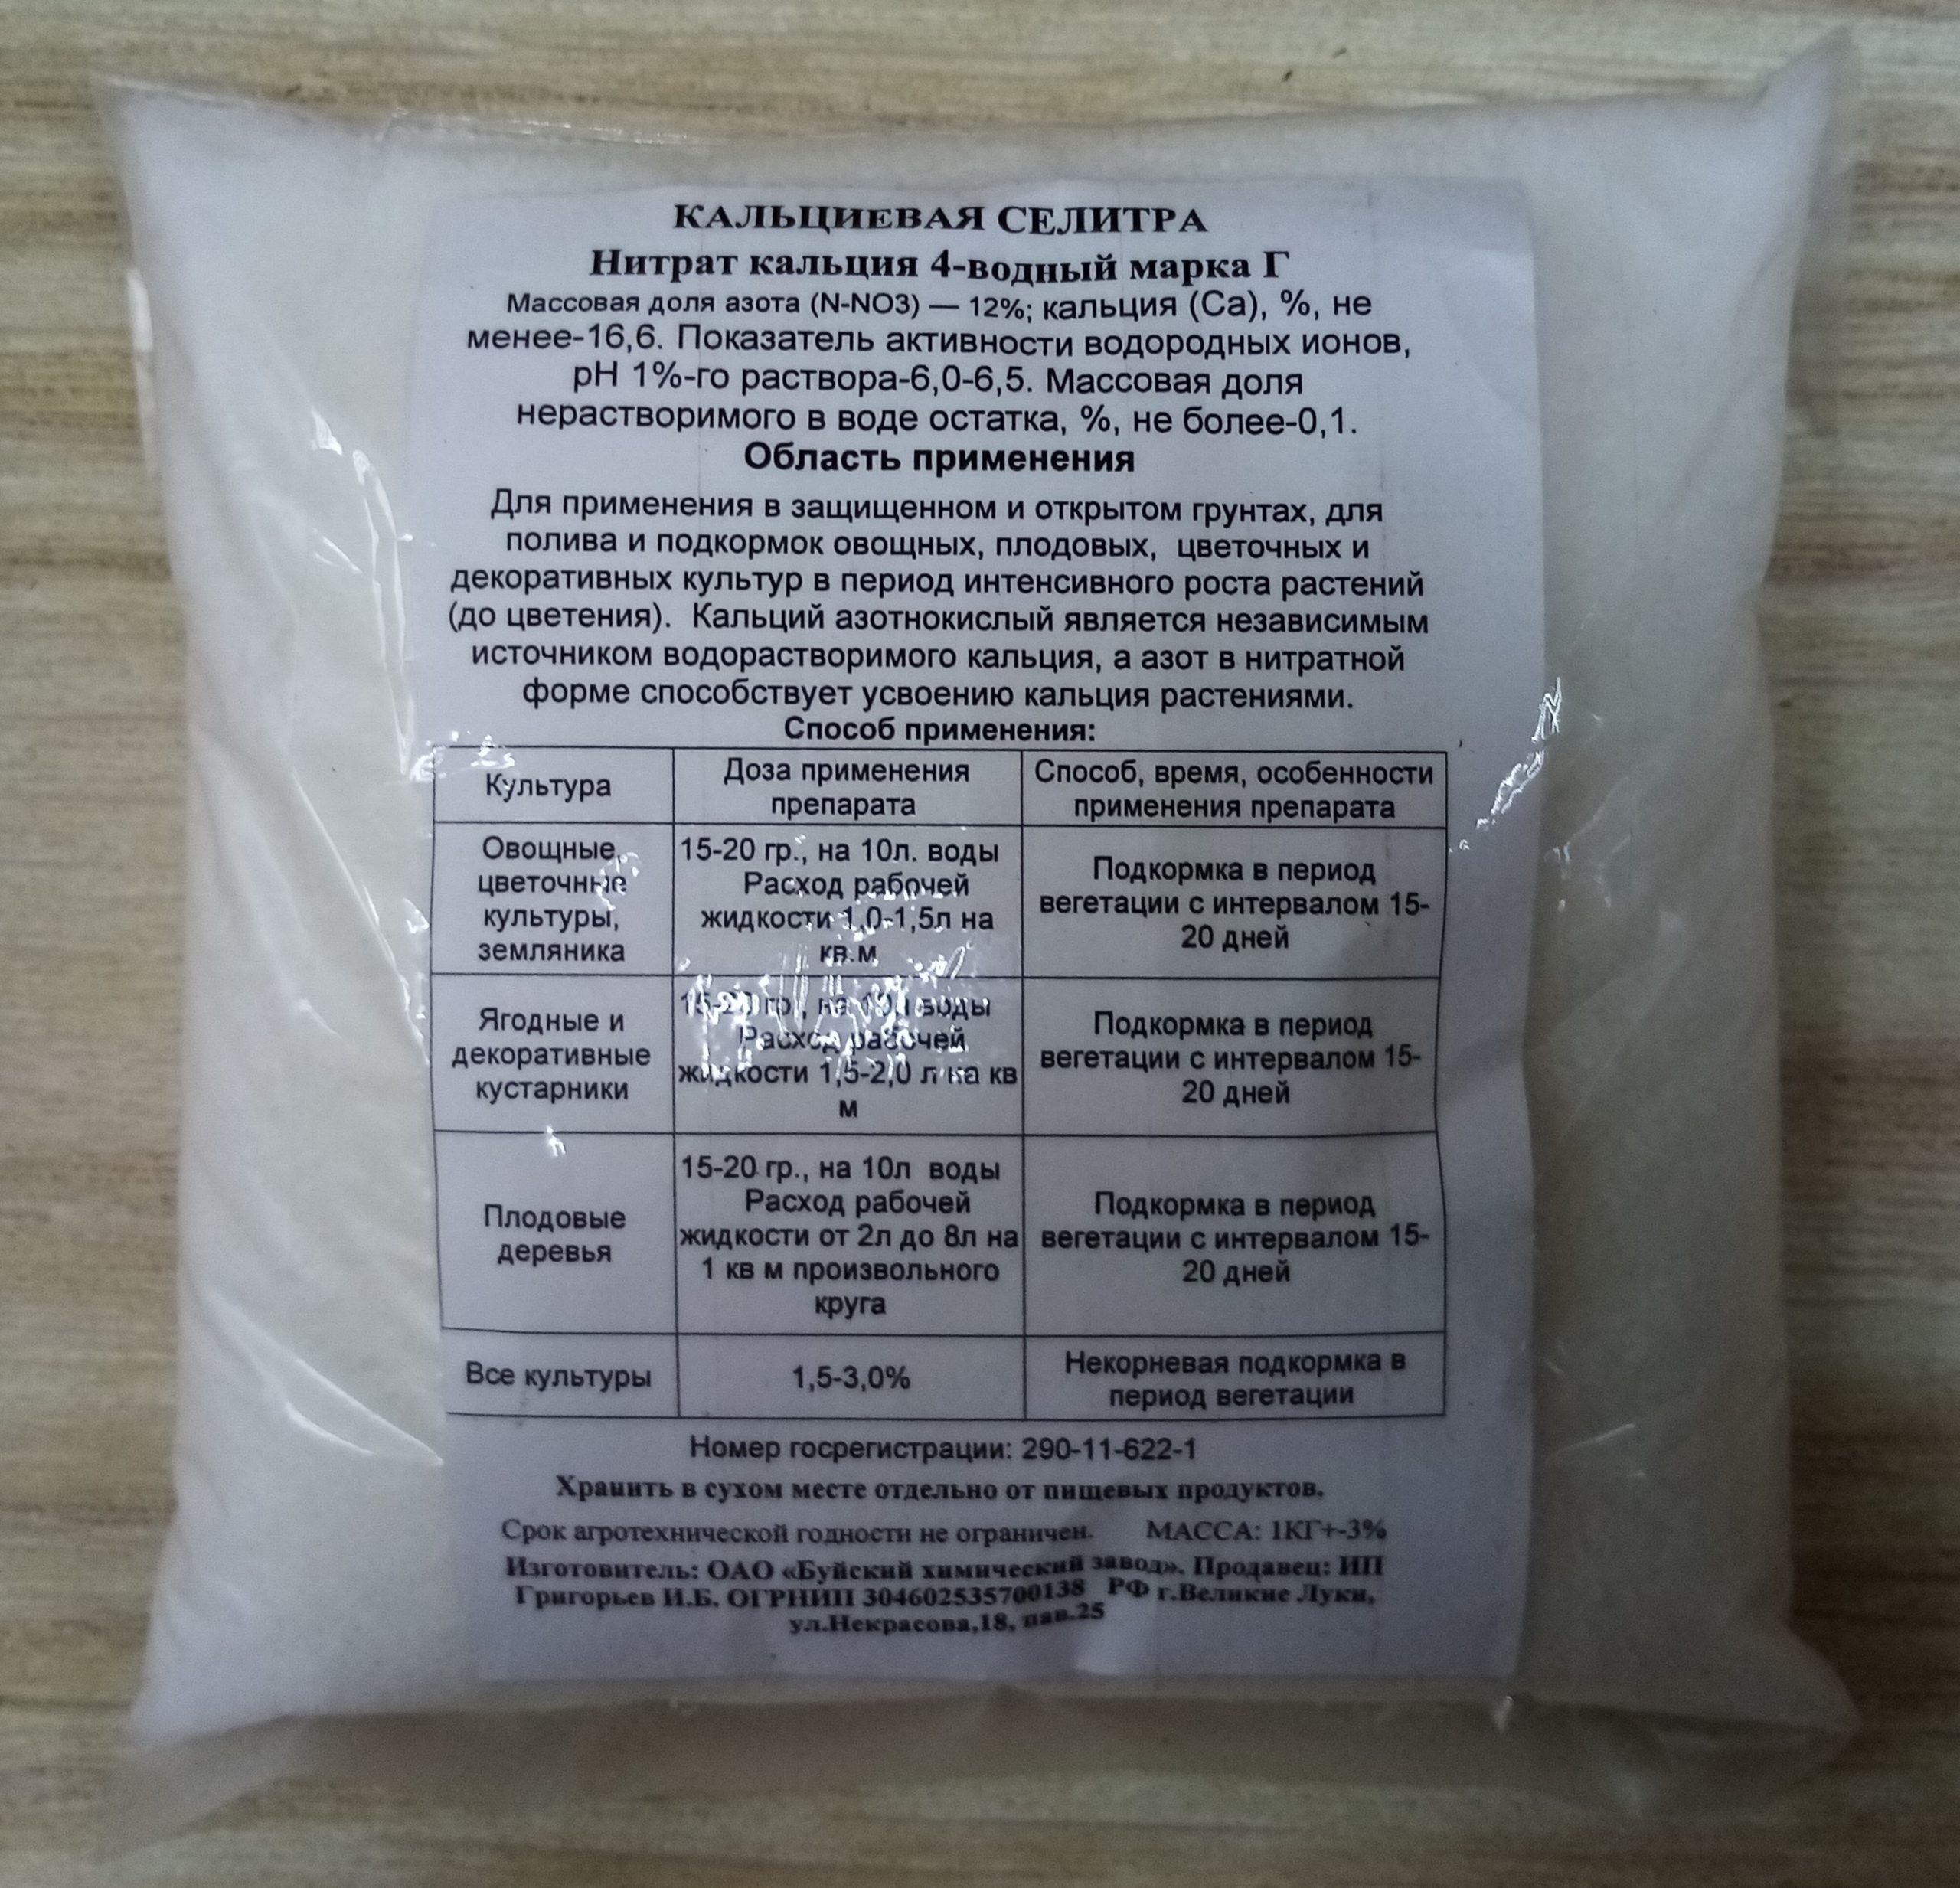 КАЛЬЦИЕВАЯ СЕЛИТРА
Нитрат кальция 4-водный марка Г
Массовая доля азота (N-NO3) — 12%; кальция (Ca), %, не
менее-16,6. Показатель активности водородных ионов,
pH 1%-го раствора-6,0-6,5. Массовая доля
нерастворимого в воде остатка, %, не более-0,1.
Область применения
Для применения в защищенном и открытом грунтах, для
полива и подкормок овощных, плодовых, цветочных и
декоративных культур в период интенсивного роста растений
(до цветения). Кальций азотнокислый является независимым
источником водорастворимого кальция, а азот в нитратной
форме способствует усвоению кальция растениями.
Способ применения:
Культура
Доза применения
препарата
Способ, время, особенности
применения препарата
Овощные,
цветочные
культуры,
земляника
15-20 гр., на 10л. воды
Расход рабочей
жидкости 1,0-1,5л на
кв.м
Подкормка в период
вегетации с интервалом 15-
20 дней
Ягодные и
декоративные
кустарники
15-20 гр., на 10л воды
Расход рабочей
жидкости 1,5-2,0 л на кв
м
Подкормка в период
вегетации с интервалом 15-
20 дней
Плодовые
деревья
15-20 гр., на 10л воды
Расход рабочей
жидкости от 2л до 8л на
1 кв м произвольного
круга
Подкормка в период
вегетации с интервалом 15-
20 дней
Все культуры
1,5-3,0%
Некорневая подкормка в
период вегетации
Номер госрегистрации: 290-11-622-1
Хранить в сухом месте отдельно от пищевых продуктов.
Срок агротехнической годности не ограничен. МАССА: 1КГ+-3%
Изготовитель: ОАО «Буйский химический завод». Продавец: ИП
Григорьев И.Б. ОГРНИП 304602535700138 РФ г.Великие Луки,
ул.Некрасова,18, пав.25